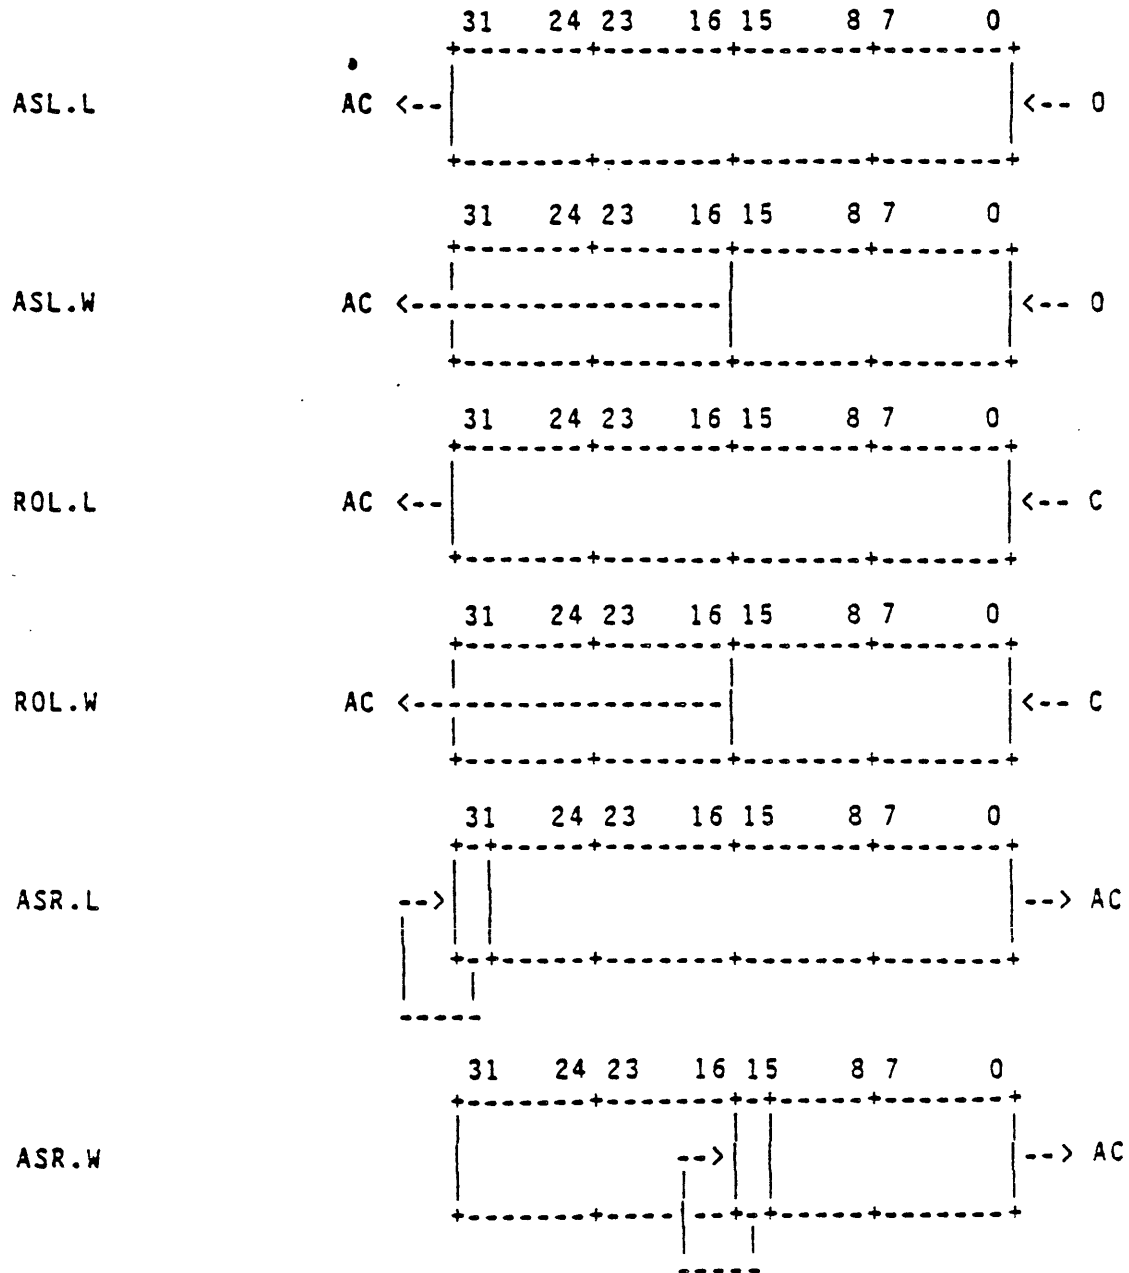 31 24 23 16 15 8 7 0
ASL.L AC <-- <-- 0
31 24 23 16 15 8 7 0
ASL.W AC <-- <-- 0
31 24 23 16 15 8 7 0
ROL.L AC <-- <-- C
31 24 23 16 15 8 7 0
ROL.W AC <-- <-- C
31 24 23 16 15 8 7 0
ASR.L --> --> AC
31 24 23 16 15 8 7 0
ASR.W --> --> AC